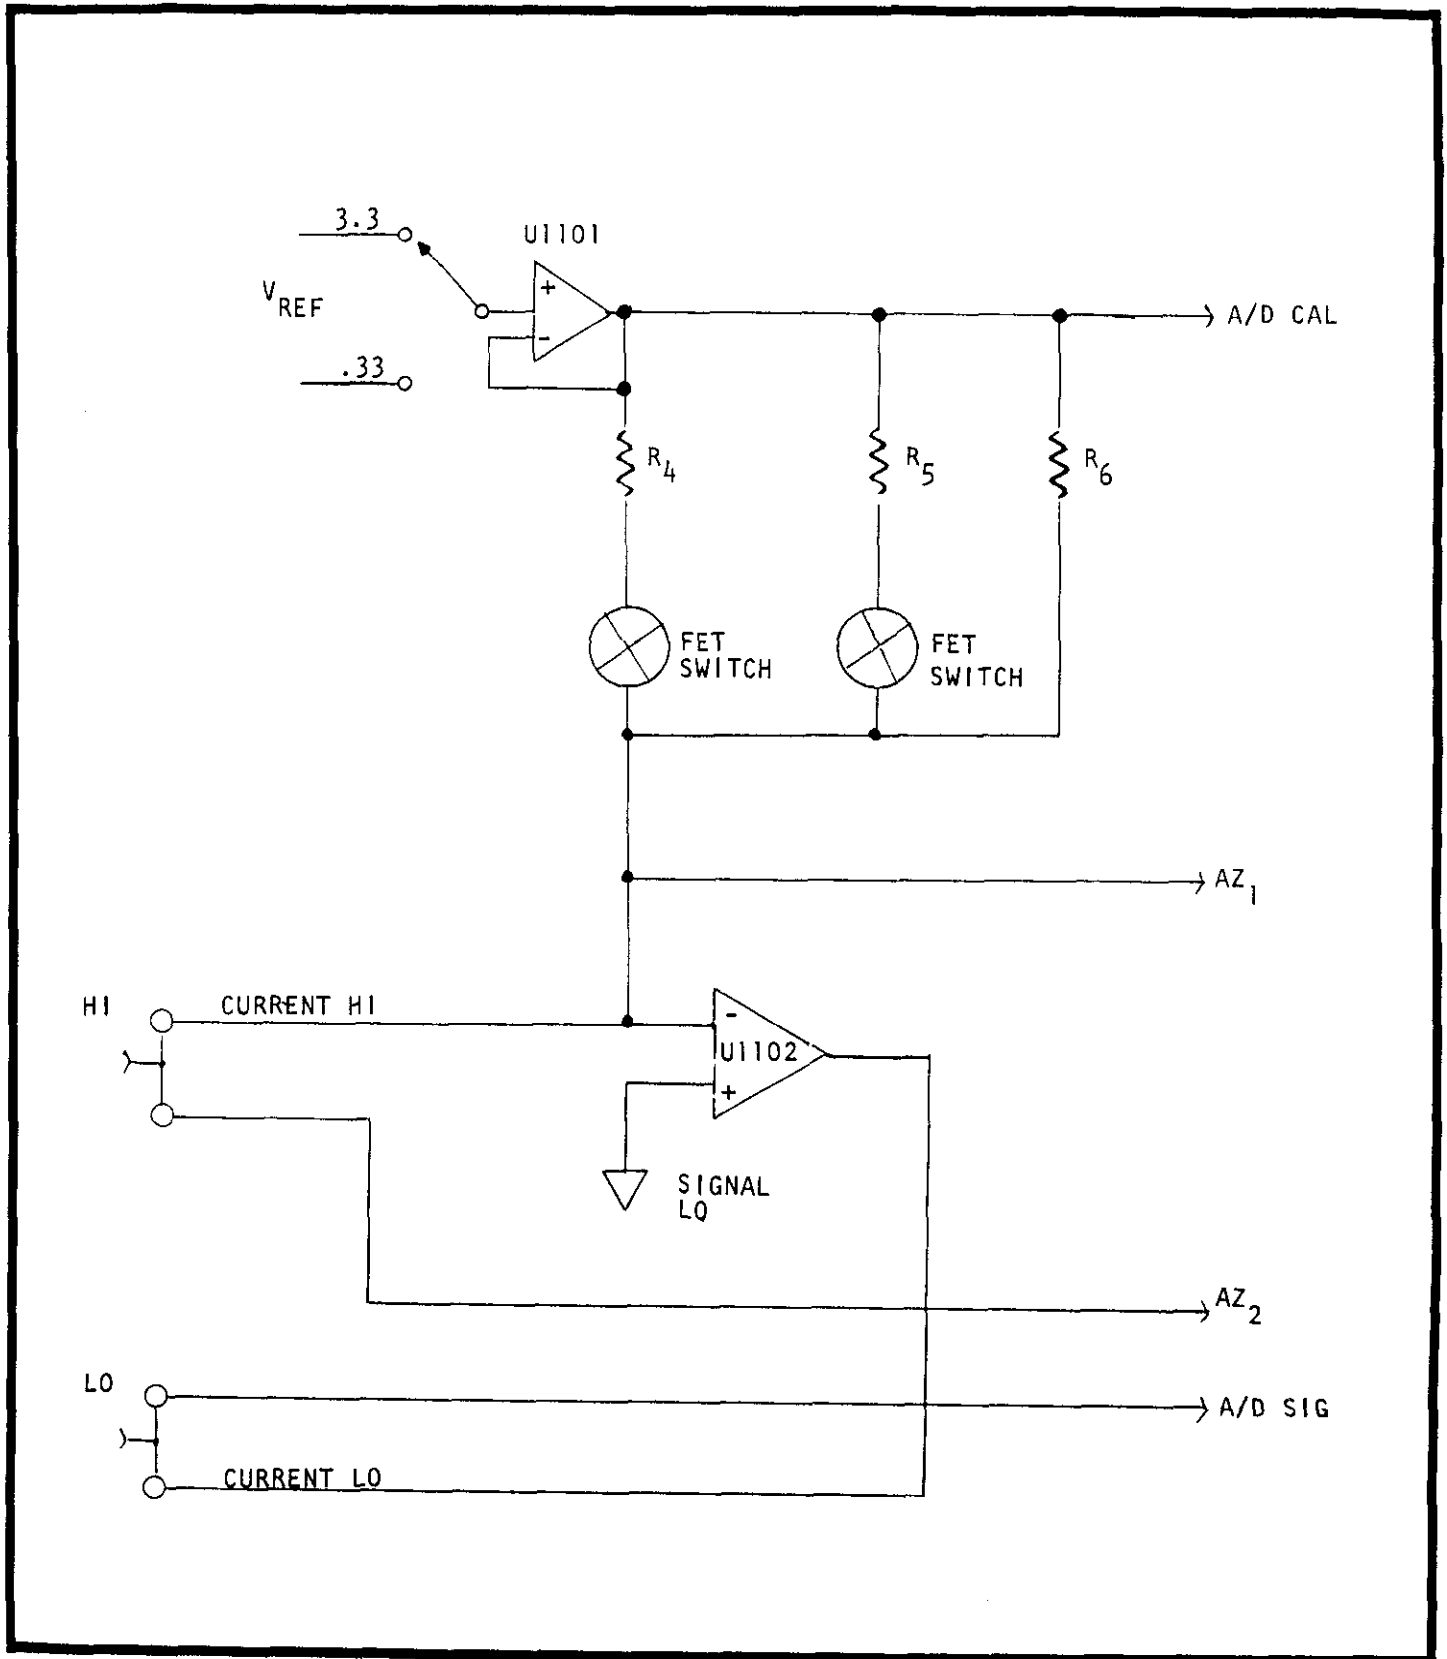 3.3
U1101
+
V REF
-
A/D CAL
.33
R4
R5
R6
FET
SWITCH
FET
SWITCH
AZ1
HI
CURRENT HI
-
U1102
+
SIGNAL
LO
AZ2
LO
A/D SIG
CURRENT LO